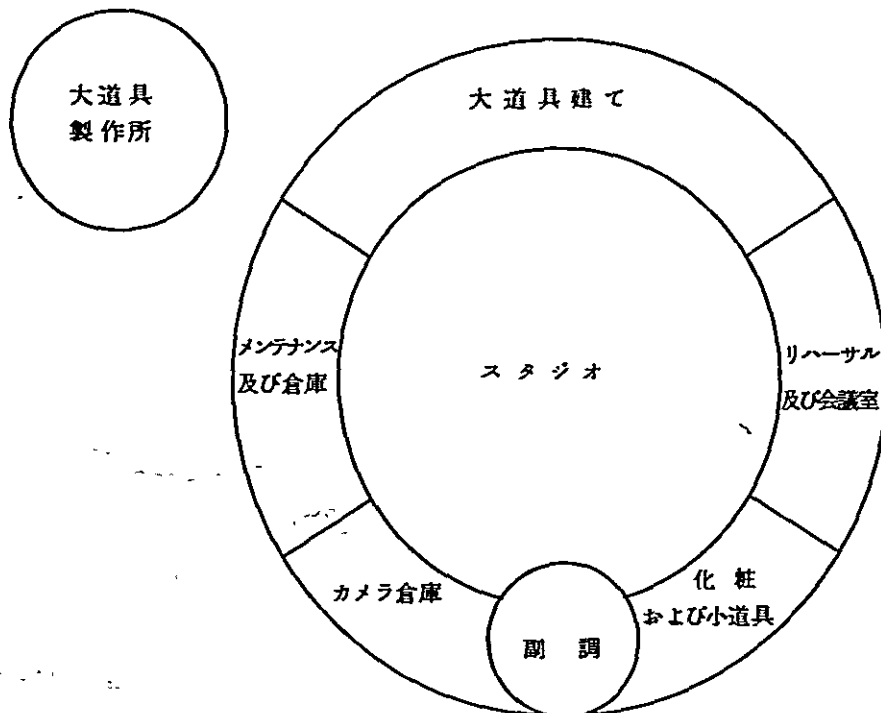 大道具
製作所
大道具建て
メンテナンス
及び倉庫
スタジオ
リハーサル
及び会議室
カメラ倉庫
化粧
および小道具
副調